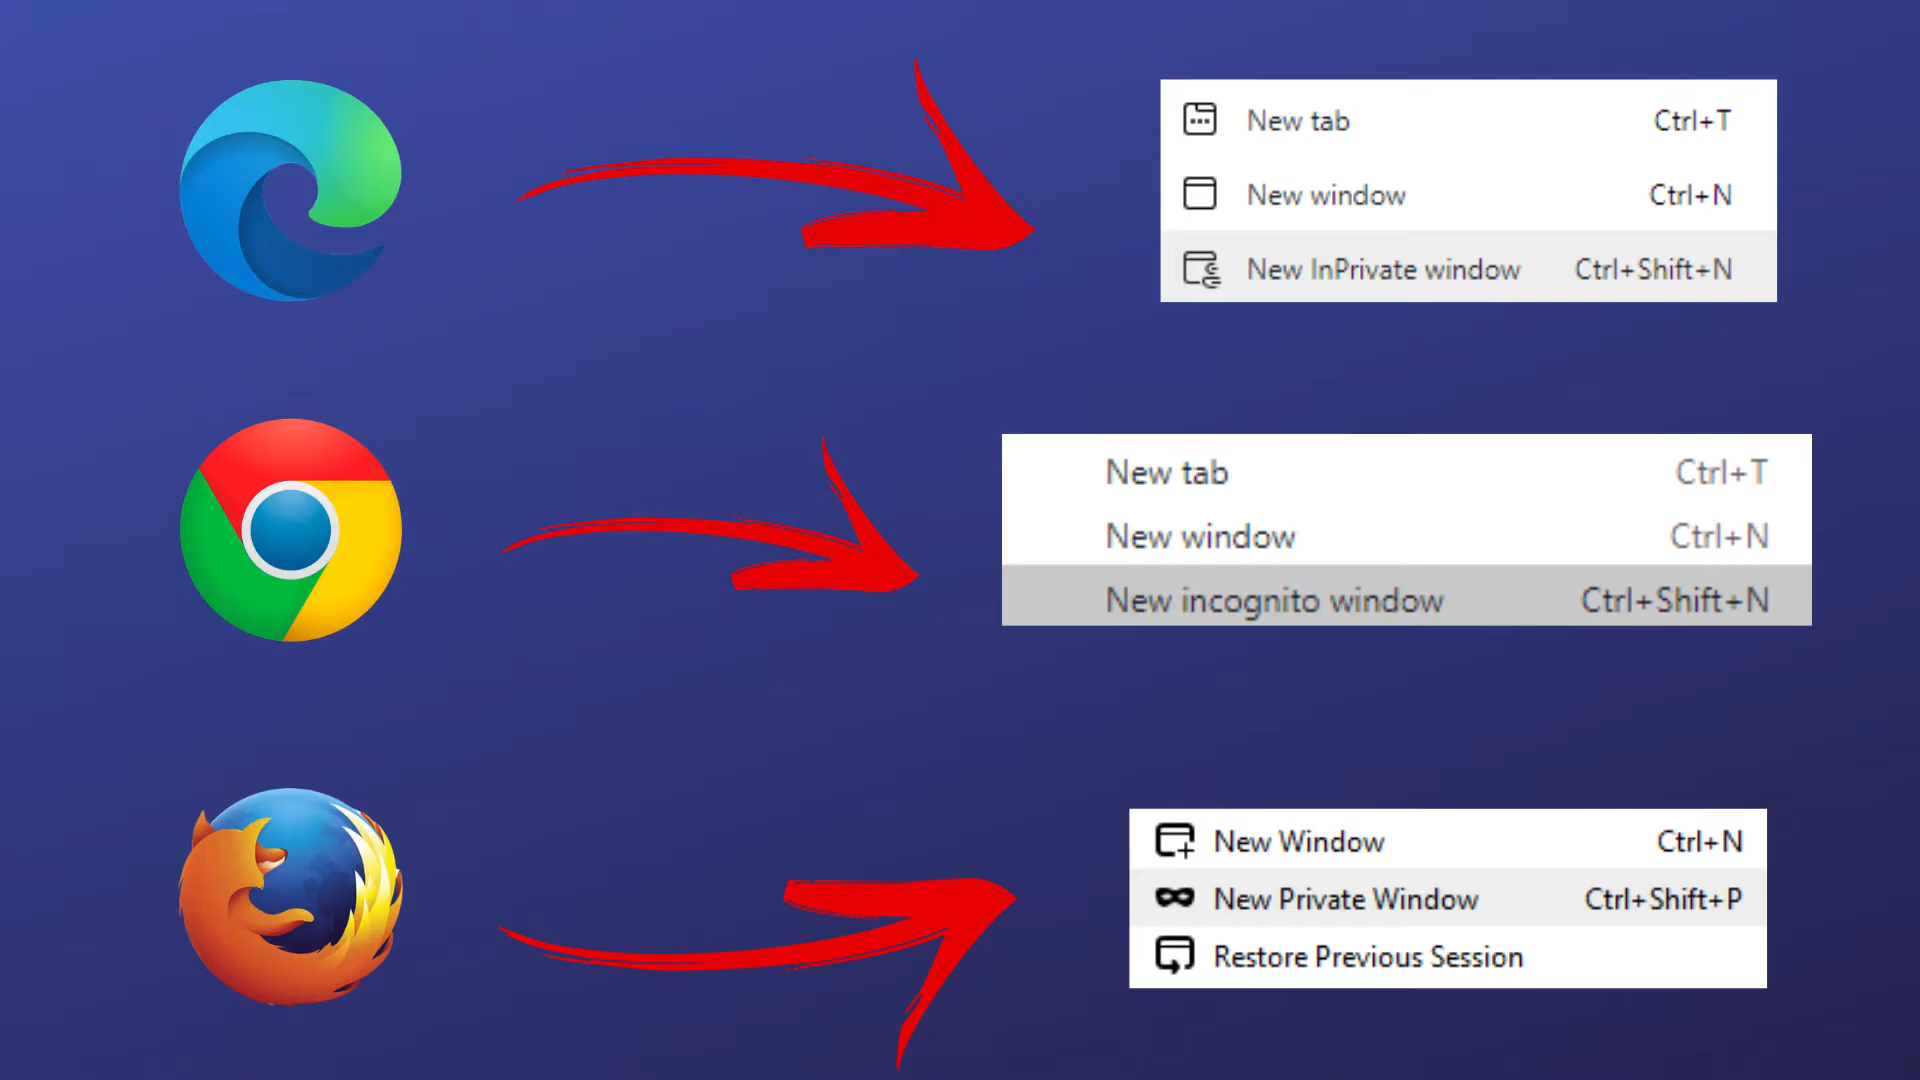 New tab Ctrl+T
New window Ctrl+N
New InPrivate window Ctrl+Shift+N
New tab Ctrl+T
New window Ctrl+N
New incognito window Ctrl+Shift+N
New Window Ctrl+N
New Private Window Ctrl+Shift+P
Restore Previous Session